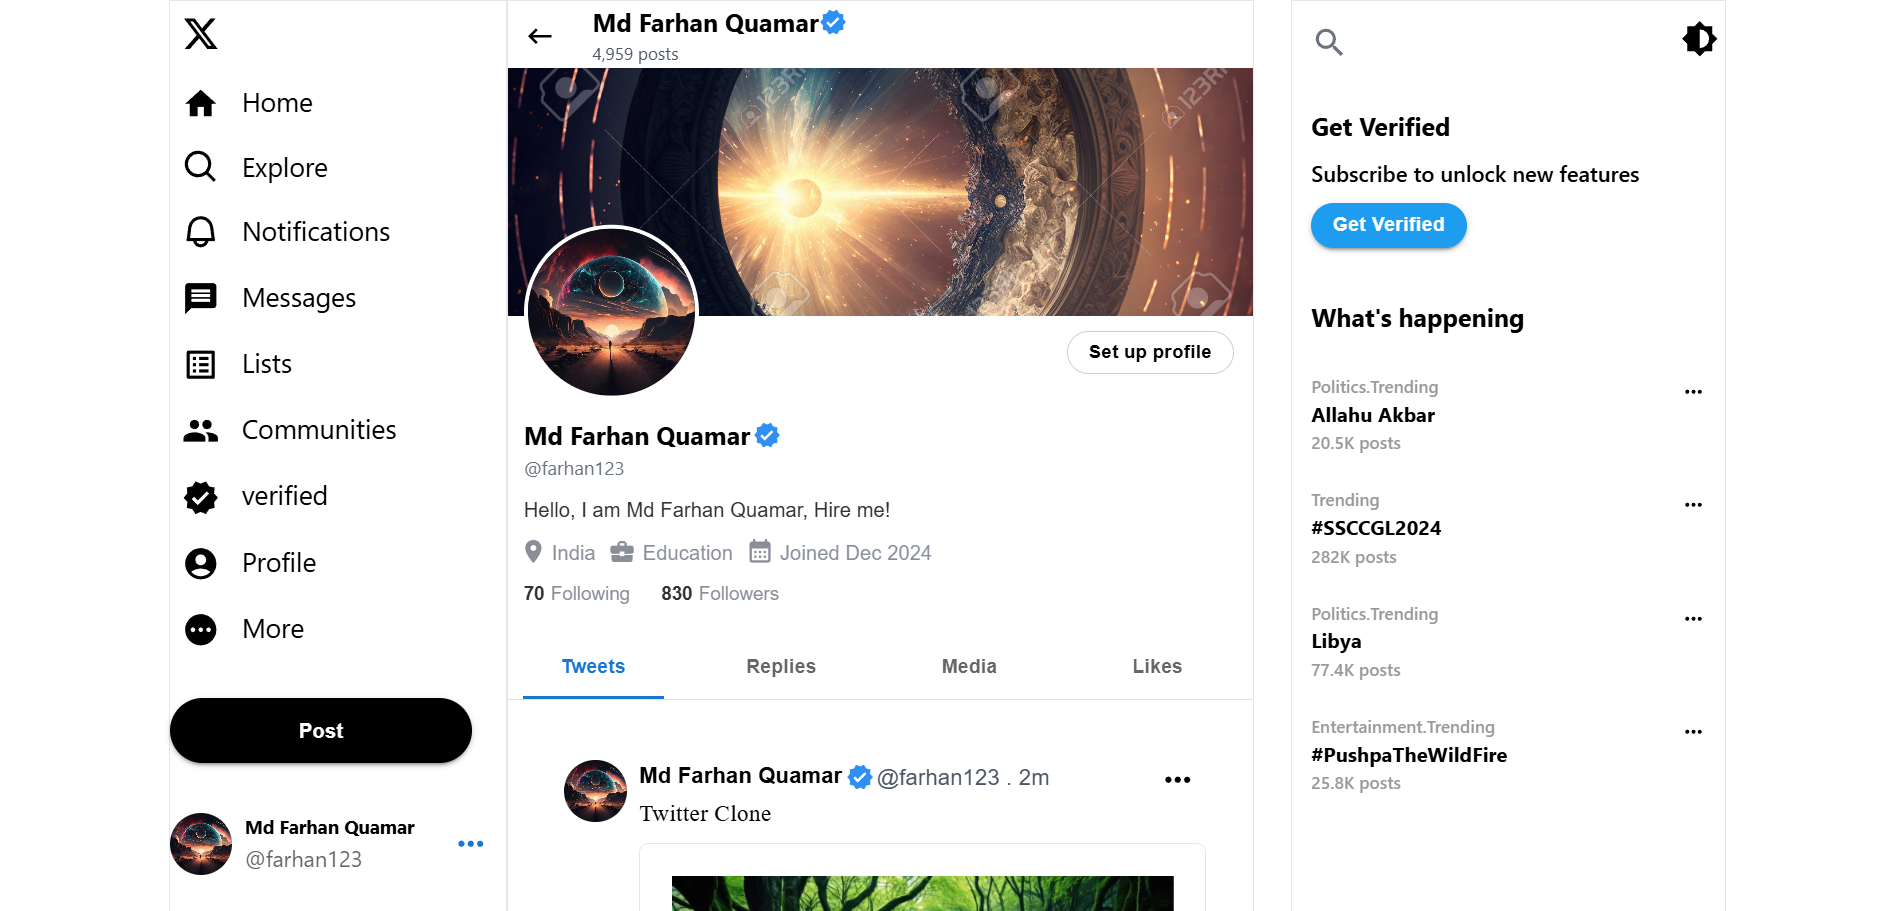 Home
Explore
Notifications
Messages
Lists
Communities
verified
Profile
More
Post
Md Farhan Quamar
@farhan123
Md Farhan Quamar
4,959 posts
123RF
123RF
Set up profile
Md Farhan Quamar
@farhan123
Hello, I am Md Farhan Quamar, Hire me!
India Education Joined Dec 2024
70 Following 830 Followers
Tweets Replies Media Likes
Md Farhan Quamar @farhan123 . 2m
Twitter Clone
Get Verified
Subscribe to unlock new features
Get Verified
What's happening
Politics.Trending
Allahu Akbar
20.5K posts
Trending
#SSCCGL2024
282K posts
Politics.Trending
Libya
77.4K posts
Entertainment.Trending
#PushpaTheWildFire
25.8K posts